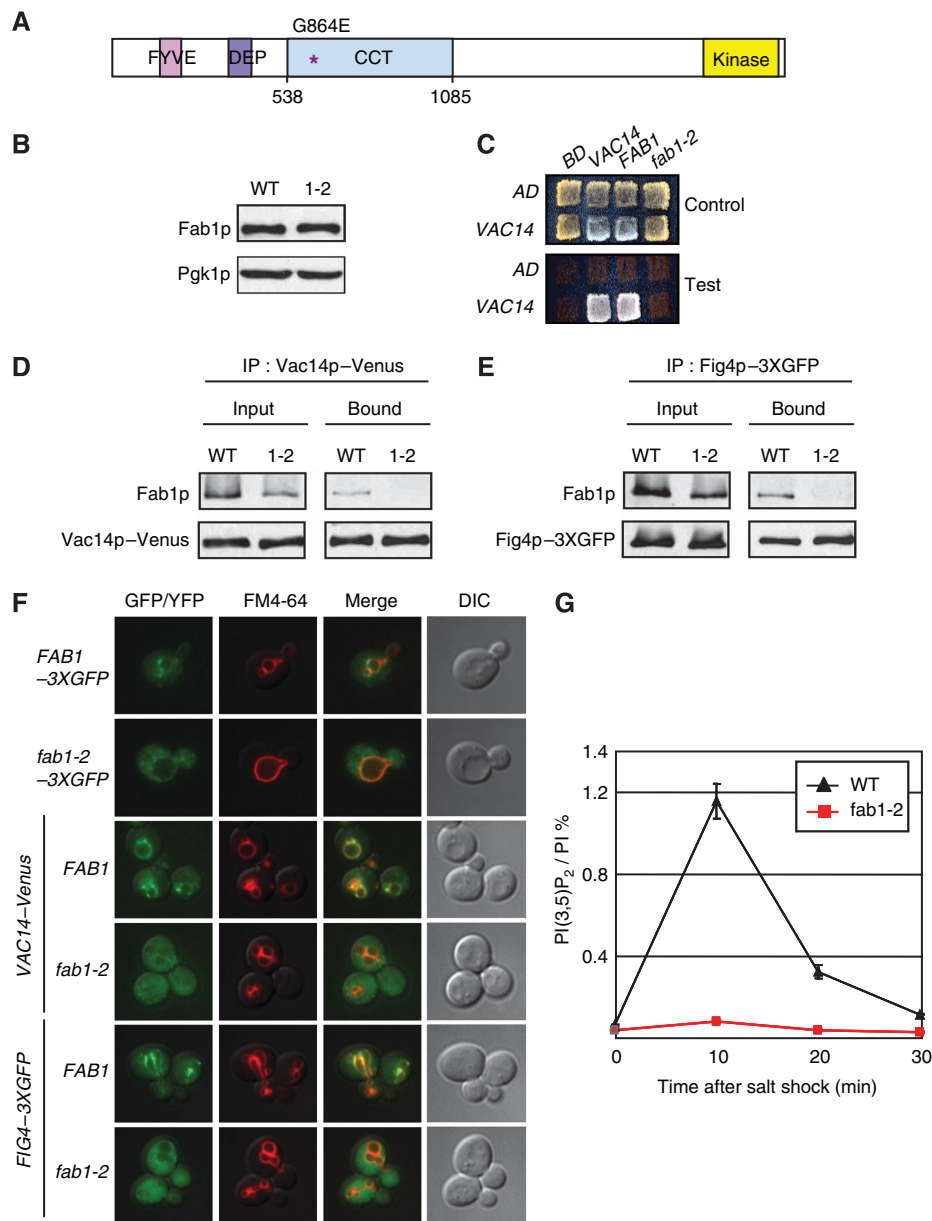 A
G864E
FYVE DEP * CCT Kinase
538 1085
B
WT 1-2
Fab1p
Pgk1p
C
BD VAC14 FAB1 fab1-2
AD
VAC14
Control
AD
VAC14
Test
D
IP : Vac14p–Venus
Input Bound
WT 1-2 WT 1-2
Fab1p
Vac14p–Venus
E
IP : Fig4p–3XGFP
Input Bound
WT 1-2 WT 1-2
Fab1p
Fig4p–3XGFP
F
GFP/YFP FM4-64 Merge DIC
FAB1
–3XGFP
fab1-2
–3XGFP
VAC14–Venus
FAB1
fab1-2
FIG4–3XGFP
FAB1
fab1-2
G
PI(3,5)P₂ / PI %
1.4
1.2
0.8
0.4
WT
fab1-2
0 10 20 30
Time after salt shock (min)